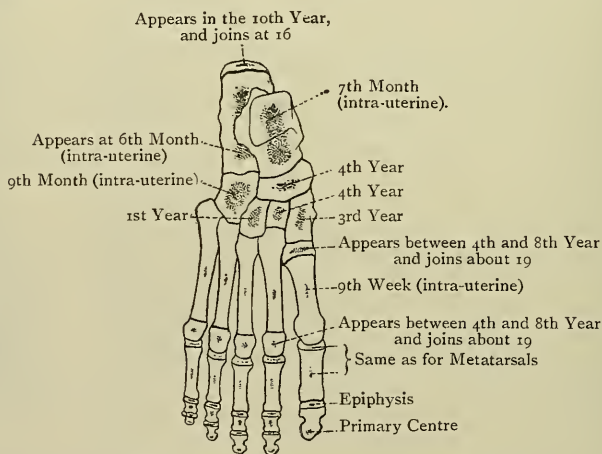 Appears in the 10th Year,
and joins at 16
7th Month
(intra-uterine).
Appears at 6th Month
(intra-uterine)
9th Month (intra-uterine)
1st Year
4th Year
4th Year
3rd Year
Appears between 4th and 8th Year
and joins about 19
9th Week (intra-uterine)
Appears between 4th and 8th Year
and joins about 19
Same as for Metatarsals
Epiphysis
Primary Centre